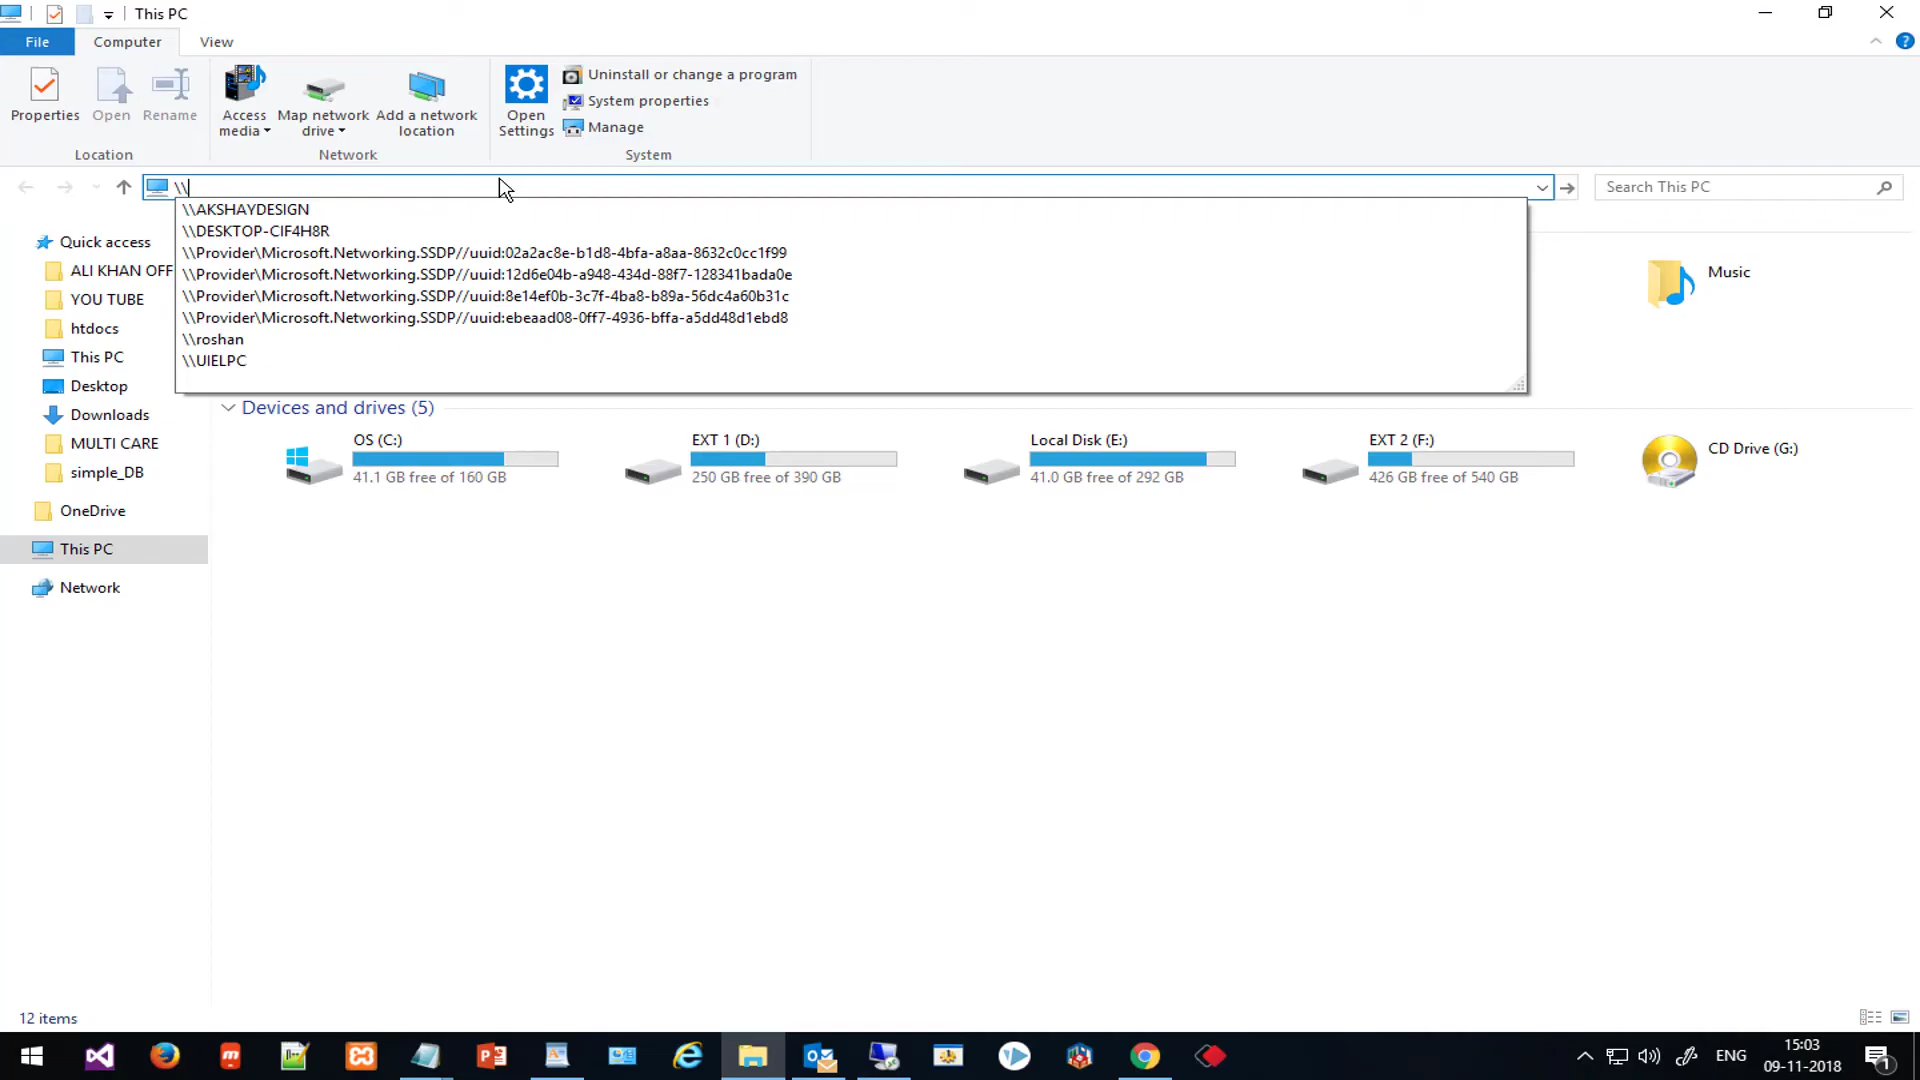 This PC
File Computer View
Properties Open Rename Access media Map network drive Add a network location Open Settings Uninstall or change a program
System properties
Manage
Location Network System
\\
Search This PC
\\AKSHAYDESIGN
\\DESKTOP-CIF4H8R
\\Provider\Microsoft.Networking.SSDP//uuid:02a2ac8e-b1d8-4bfa-a8aa-8632c0cc1f99
\\Provider\Microsoft.Networking.SSDP//uuid:12d6e04b-a948-434d-88f7-128341bada0e
\\Provider\Microsoft.Networking.SSDP//uuid:8e14ef0b-3c7f-4ba8-b89a-56dc4a60b31c
\\Provider\Microsoft.Networking.SSDP//uuid:ebeaad08-0ff7-4936-bffa-a5dd48d1ebd8
\\roshan
\\UIELPC
Quick access
ALI KHAN OFF
YOU TUBE
htdocs
This PC
Desktop
Downloads
MULTI CARE
simple_DB
OneDrive
This PC
Network
Music
Devices and drives (5)
OS (C:)
41.1 GB free of 160 GB
EXT 1 (D:)
250 GB free of 390 GB
Local Disk (E:)
41.0 GB free of 292 GB
EXT 2 (F:)
426 GB free of 540 GB
CD Drive (G:)
12 items
ENG
15:03
09-11-2018
1